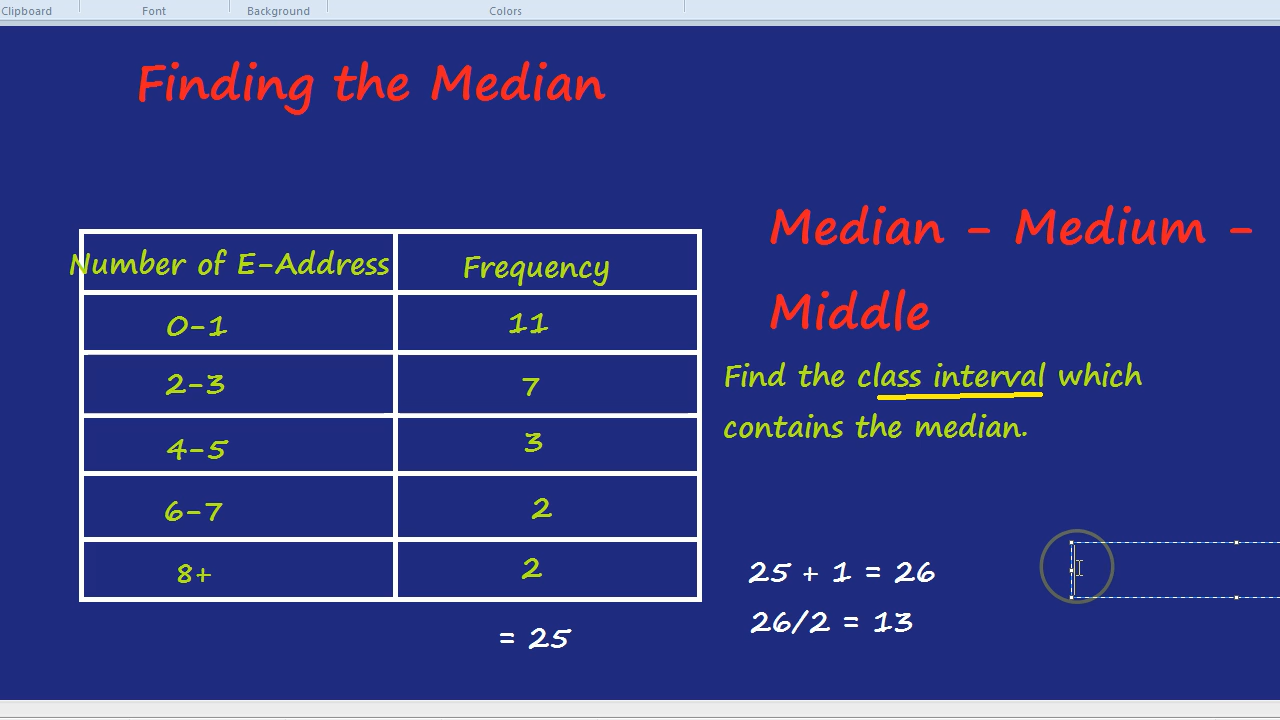 Clipboard Font Background Colors
Finding the Median
Median - Medium -
Middle
Number of E-Address Frequency
0-1 11
2-3 7
4-5 3
6-7 2
8+ 2
= 25
Find the class interval which
contains the median.
25 + 1 = 26
26/2 = 13